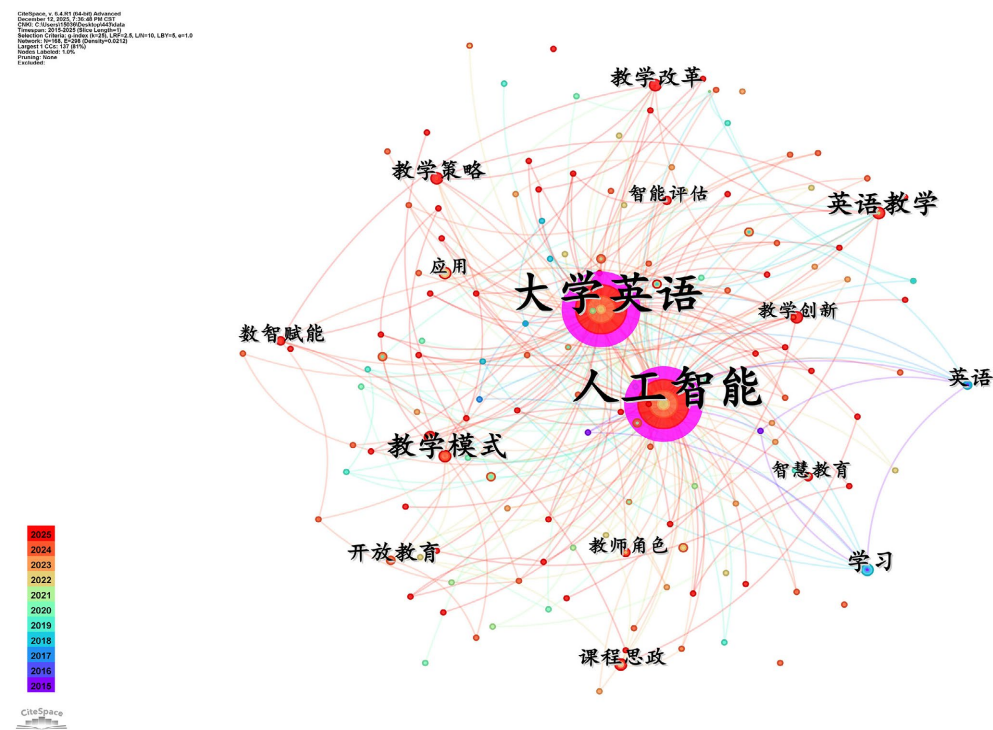 CiteSpace, v. 6.4.R1 (64-bit) Advanced
December 12, 2025, 7:36:48 PM CST
CNKI: C:\Users\15036\Desktop\443\data
Timespan: 2015-2025 (Slice Length=1)
Selection Criteria: g-index (k=25), LRF=2.5, L/N=10, LBY=5, e=1.0
Network: N=168, E=298 (Density=0.0212)
Largest 1 CCs: 137 (81%)
Nodes Labeled: 1.0%
Pruning: None
Excluded:
教学改革
教学策略
智能评估
英语教学
应用
大学英语
教学创新
数智赋能
人工智能
英语
教学模式
智慧教育
开放教育
教师角色
学习
课程思政
2025
2024
2023
2022
2021
2020
2019
2018
2017
2016
2015
CiteSpace